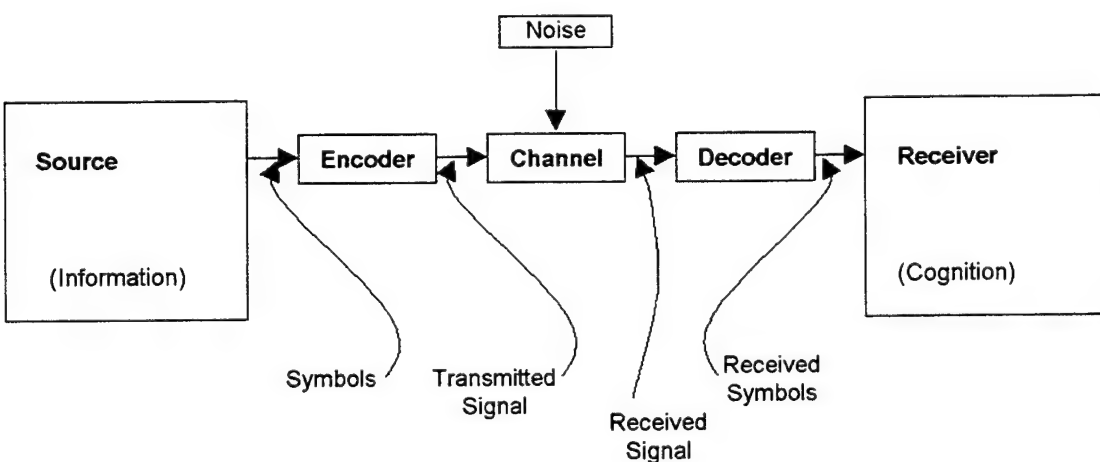 Noise
Source
Encoder
Channel
Decoder
Receiver
(Information)
(Cognition)
Symbols
Transmitted
Signal
Received
Signal
Received
Symbols